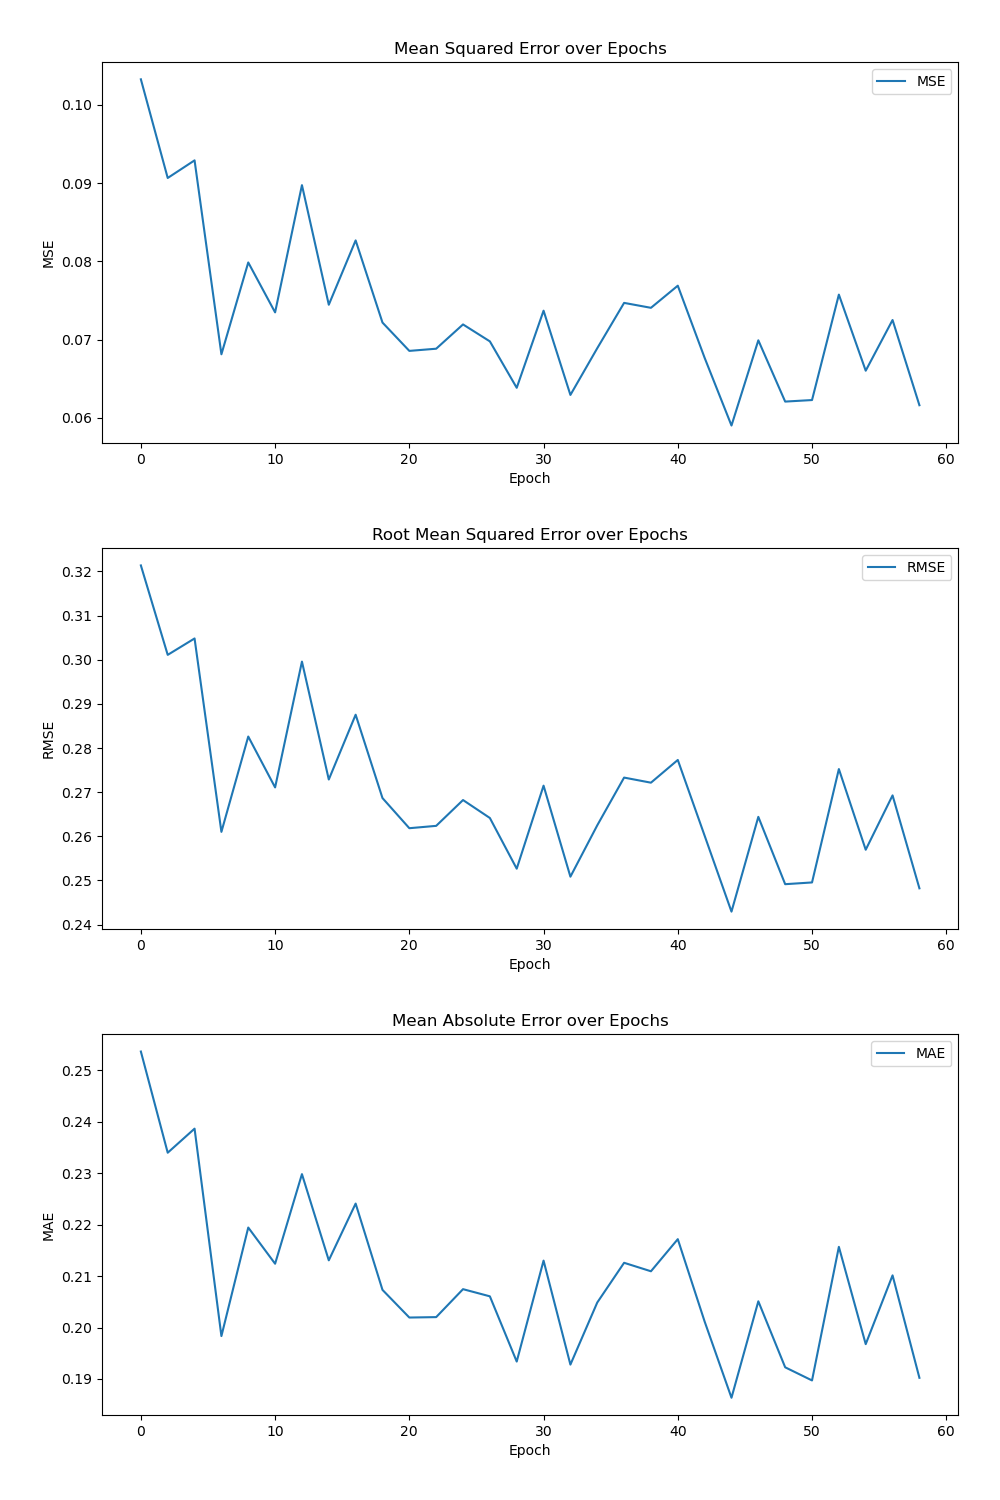 Mean Squared Error over Epochs
MSE
0.10
0.09
0.08
0.07
0.06
MSE
0 10 20 30 40 50 60
Epoch
Root Mean Squared Error over Epochs
RMSE
0.32
0.31
0.30
0.29
0.28
0.27
0.26
0.25
0.24
RMSE
0 10 20 30 40 50 60
Epoch
Mean Absolute Error over Epochs
MAE
0.25
0.24
0.23
0.22
0.21
0.20
0.19
MAE
0 10 20 30 40 50 60
Epoch